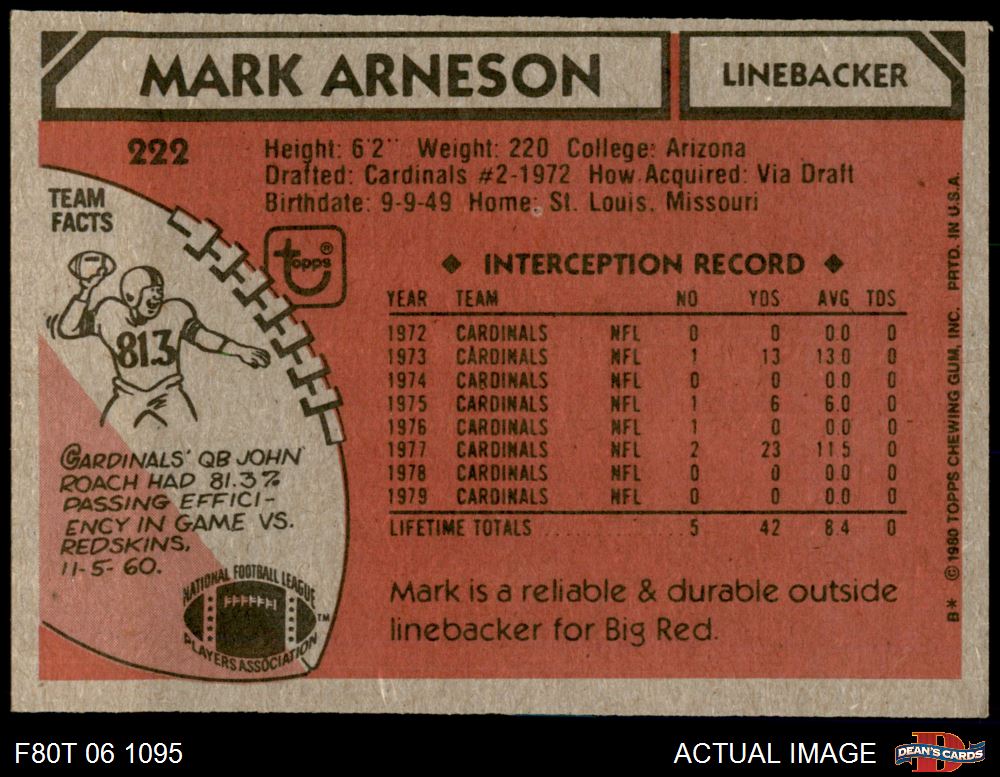 MARK ARNESON
LINEBACKER
222
Height: 6'2" Weight: 220 College: Arizona
Drafted: Cardinals #2-1972 How Acquired: Via Draft
Birthdate: 9-9-49 Home: St. Louis, Missouri
TEAM
FACTS
topps®
81.3
CARDINALS' QB JOHN
ROACH HAD 81.3%
PASSING EFFICI-
ENCY IN GAME VS.
REDSKINS,
11-5-60.
NATIONAL FOOTBALL LEAGUE
PLAYERS ASSOCIATION
TM
◆ INTERCEPTION RECORD ◆
YEAR TEAM NO YDS AVG TDS
1972 CARDINALS NFL 0 0 0.0 0
1973 CARDINALS NFL 1 13 13.0 0
1974 CARDINALS NFL 0 0 0.0 0
1975 CARDINALS NFL 1 6 6.0 0
1976 CARDINALS NFL 1 0 0.0 0
1977 CARDINALS NFL 2 23 11.5 0
1978 CARDINALS NFL 0 0 0.0 0
1979 CARDINALS NFL 0 0 0.0 0
LIFETIME TOTALS 5 42 8.4 0
Mark is a reliable & durable outside
linebacker for Big Red.
B* © 1980 TOPPS CHEWING GUM, INC. PRTD. IN U.S.A.
F80T 06 1095
ACTUAL IMAGE
D
DEAN'S CARDS